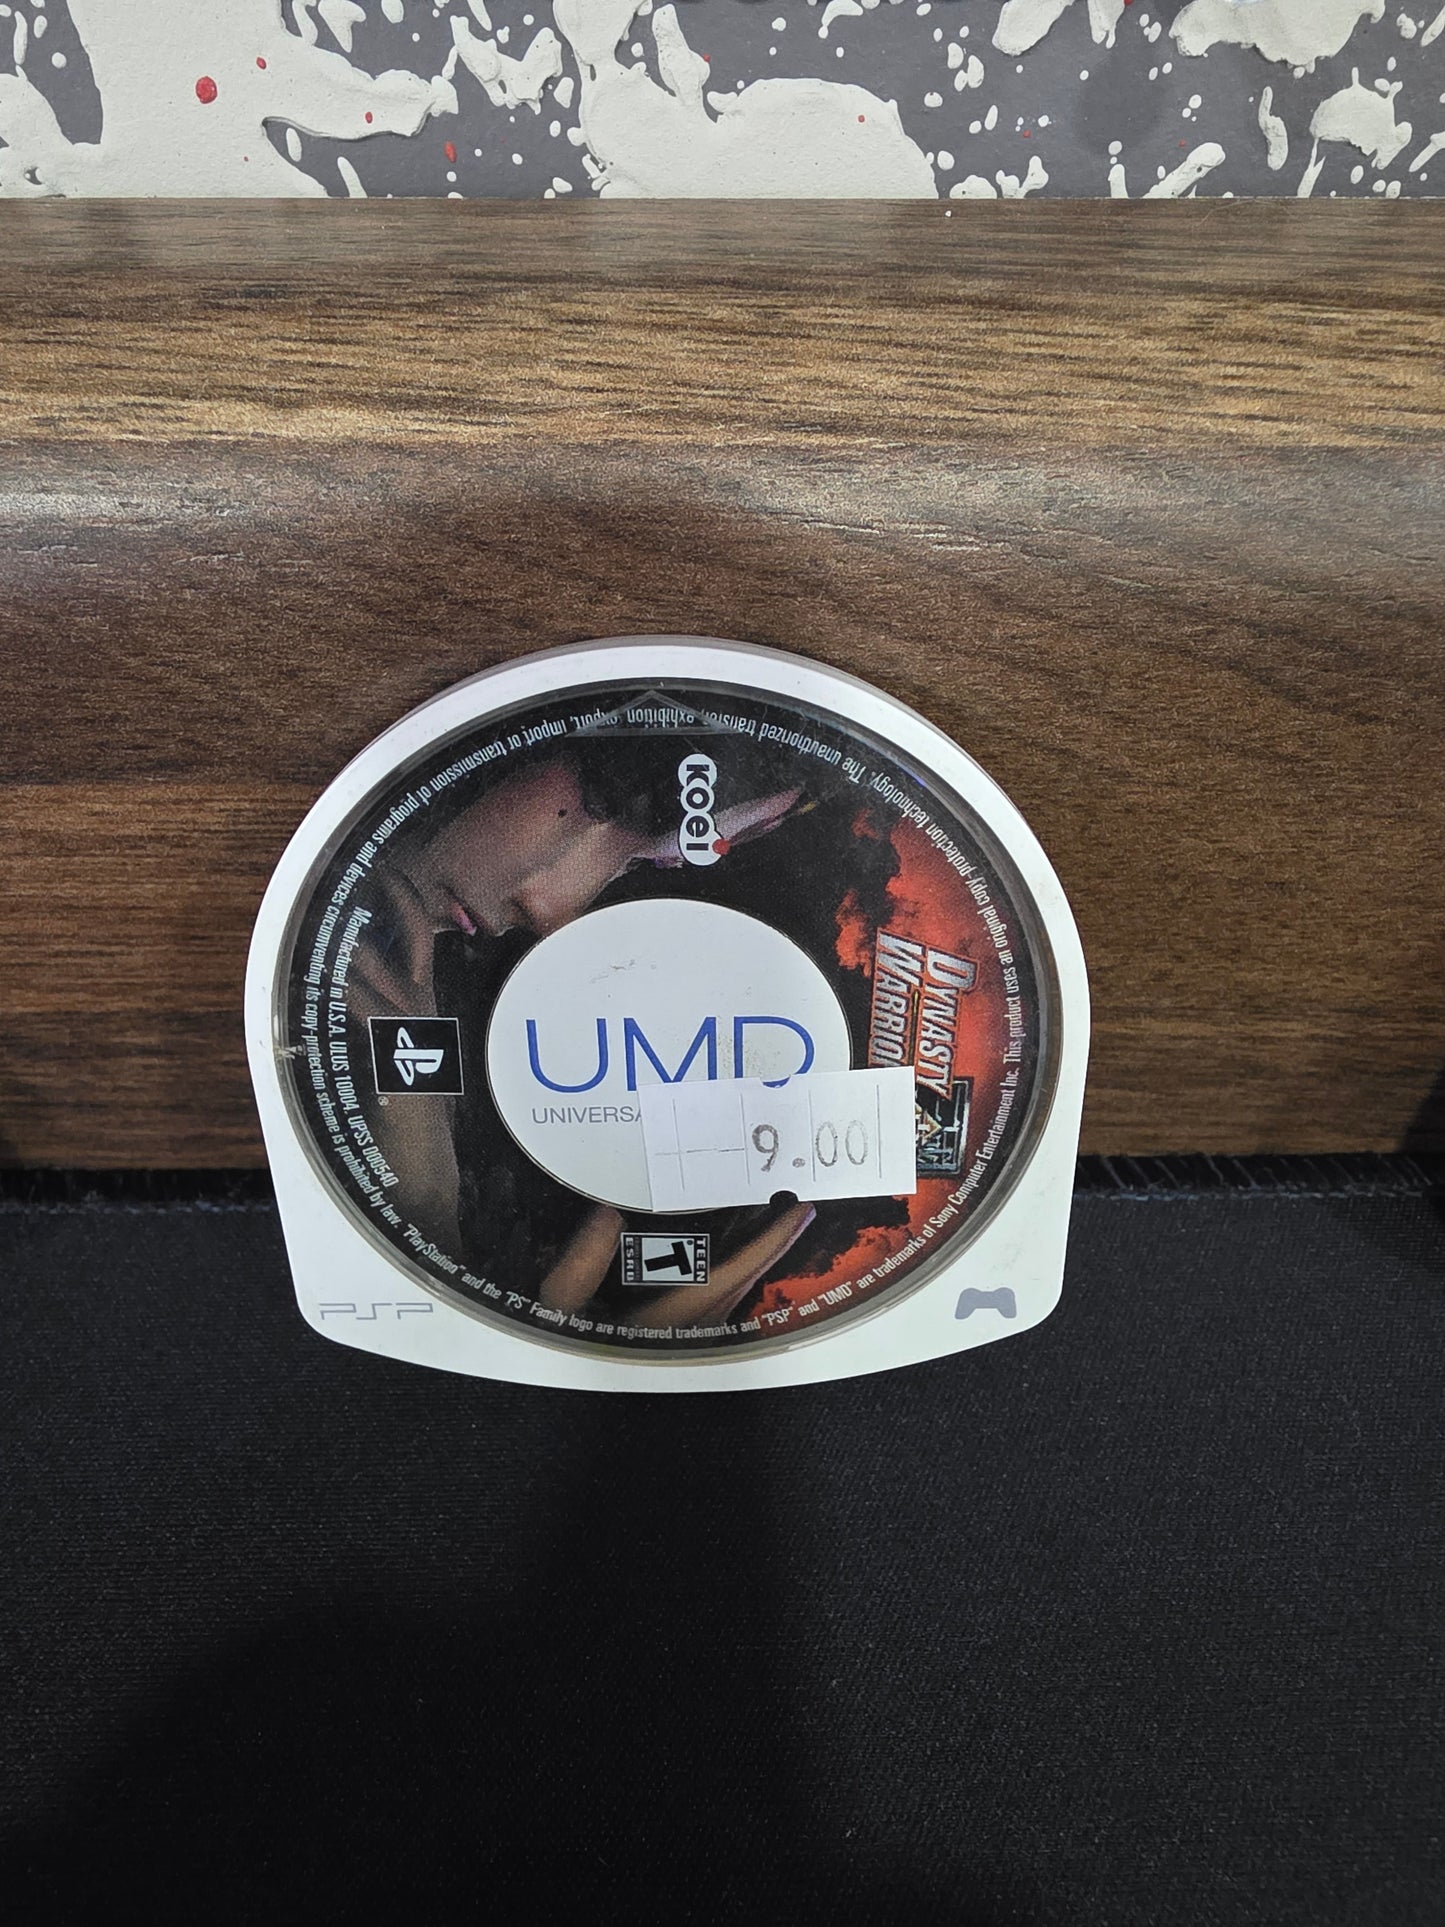 KOEI
DYNASTY
WARRIOR
UMD
UNIVERSA
9.00
TEEN
T
ESRB
PSP
Manufactured in U.S.A. ULUS 10004. UPSS 000540
"PlayStation" and the "PS" Family logo are registered trademarks and "PSP" and "UMD" are trademarks of Sony Computer Entertainment Inc. This product uses an original copy-protection technology. The unauthorized transfer, exhibition, export, import, or transmission of programs and devices circumventing its copy-protection scheme is prohibited by law.